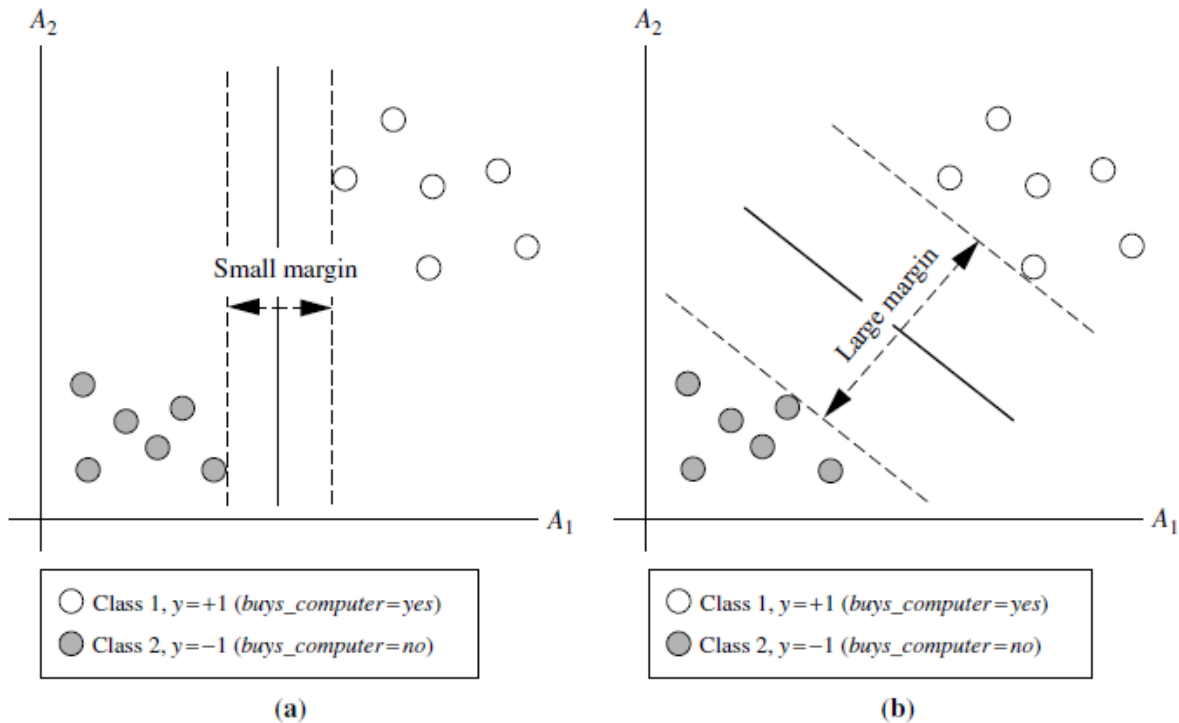 A2
Small margin
A1
Class 1, y=+1 (buys_computer=yes)
Class 2, y=−1 (buys_computer=no)
(a)
A2
Large margin
A1
Class 1, y=+1 (buys_computer=yes)
Class 2, y=−1 (buys_computer=no)
(b)